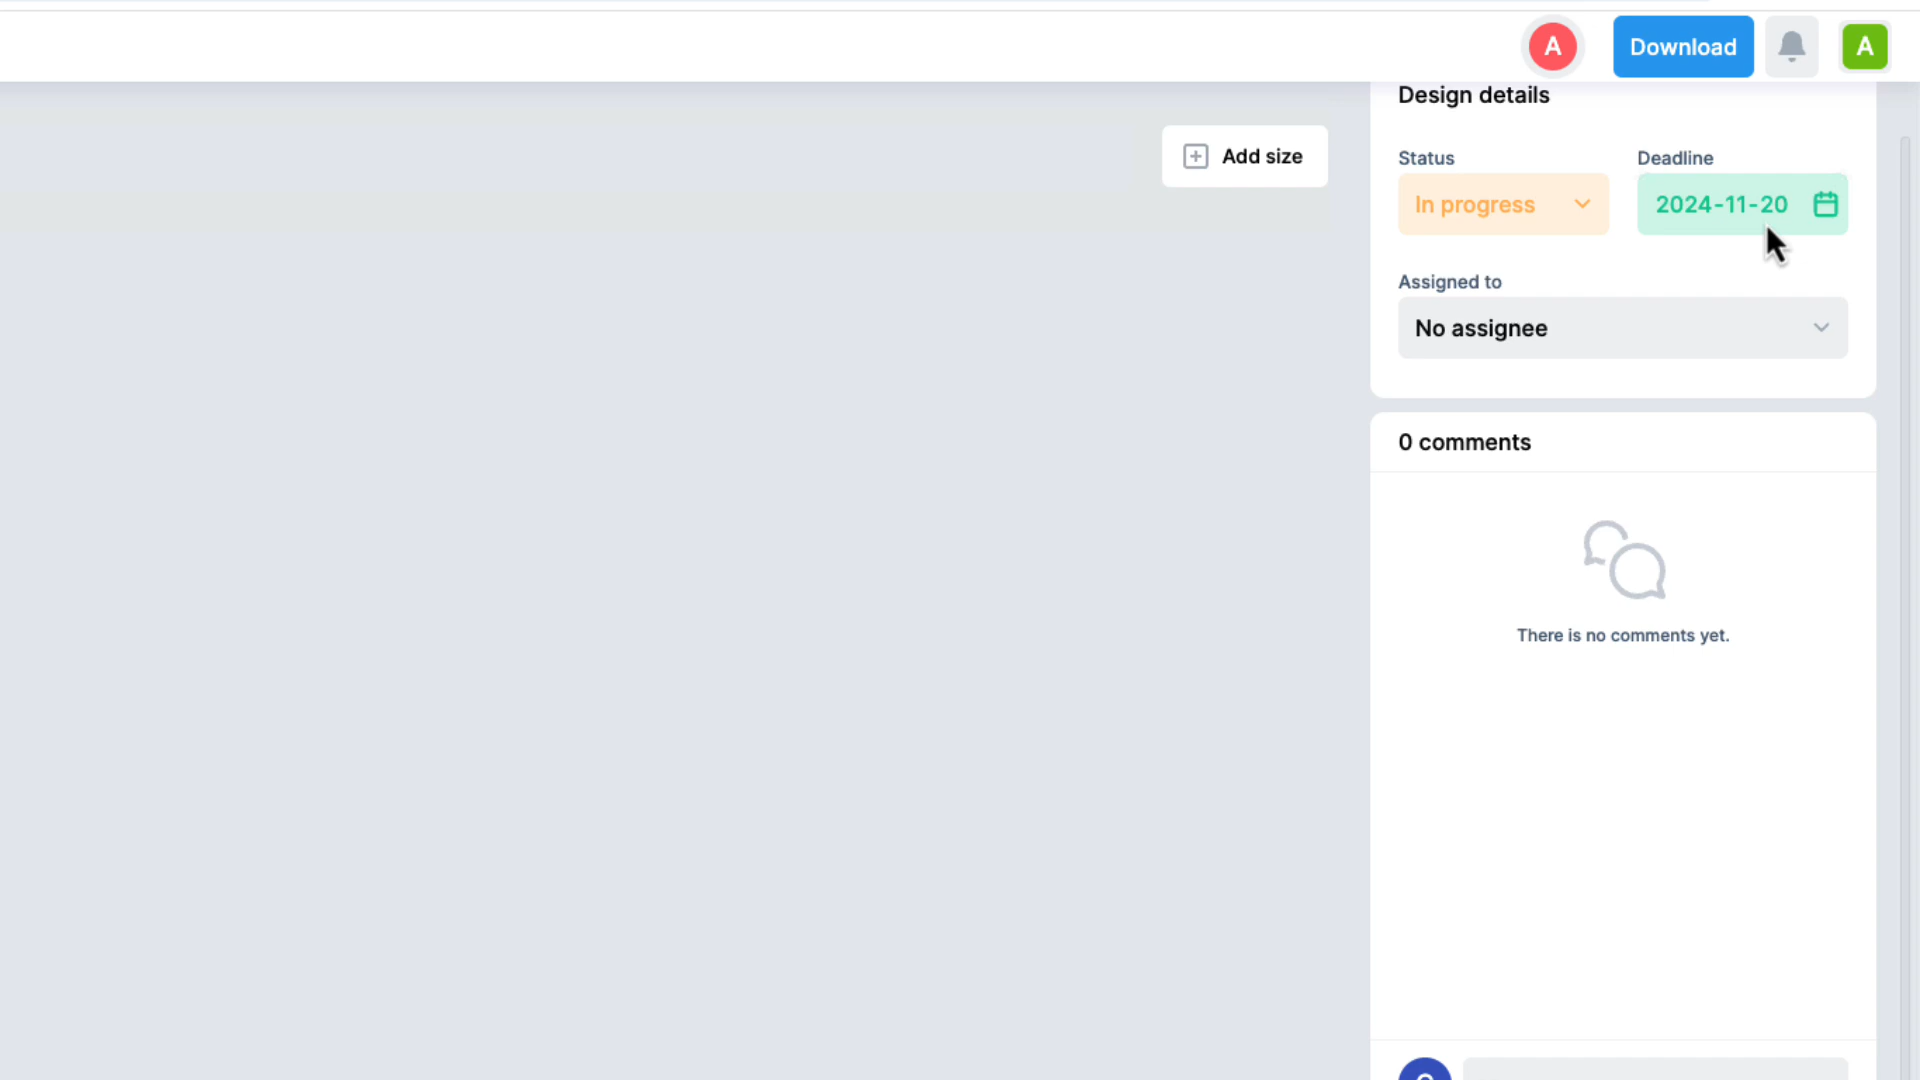 A
Download
A
Design details
Add size
Status
Deadline
In progress
2024-11-20
Assigned to
No assignee
0 comments
There is no comments yet.